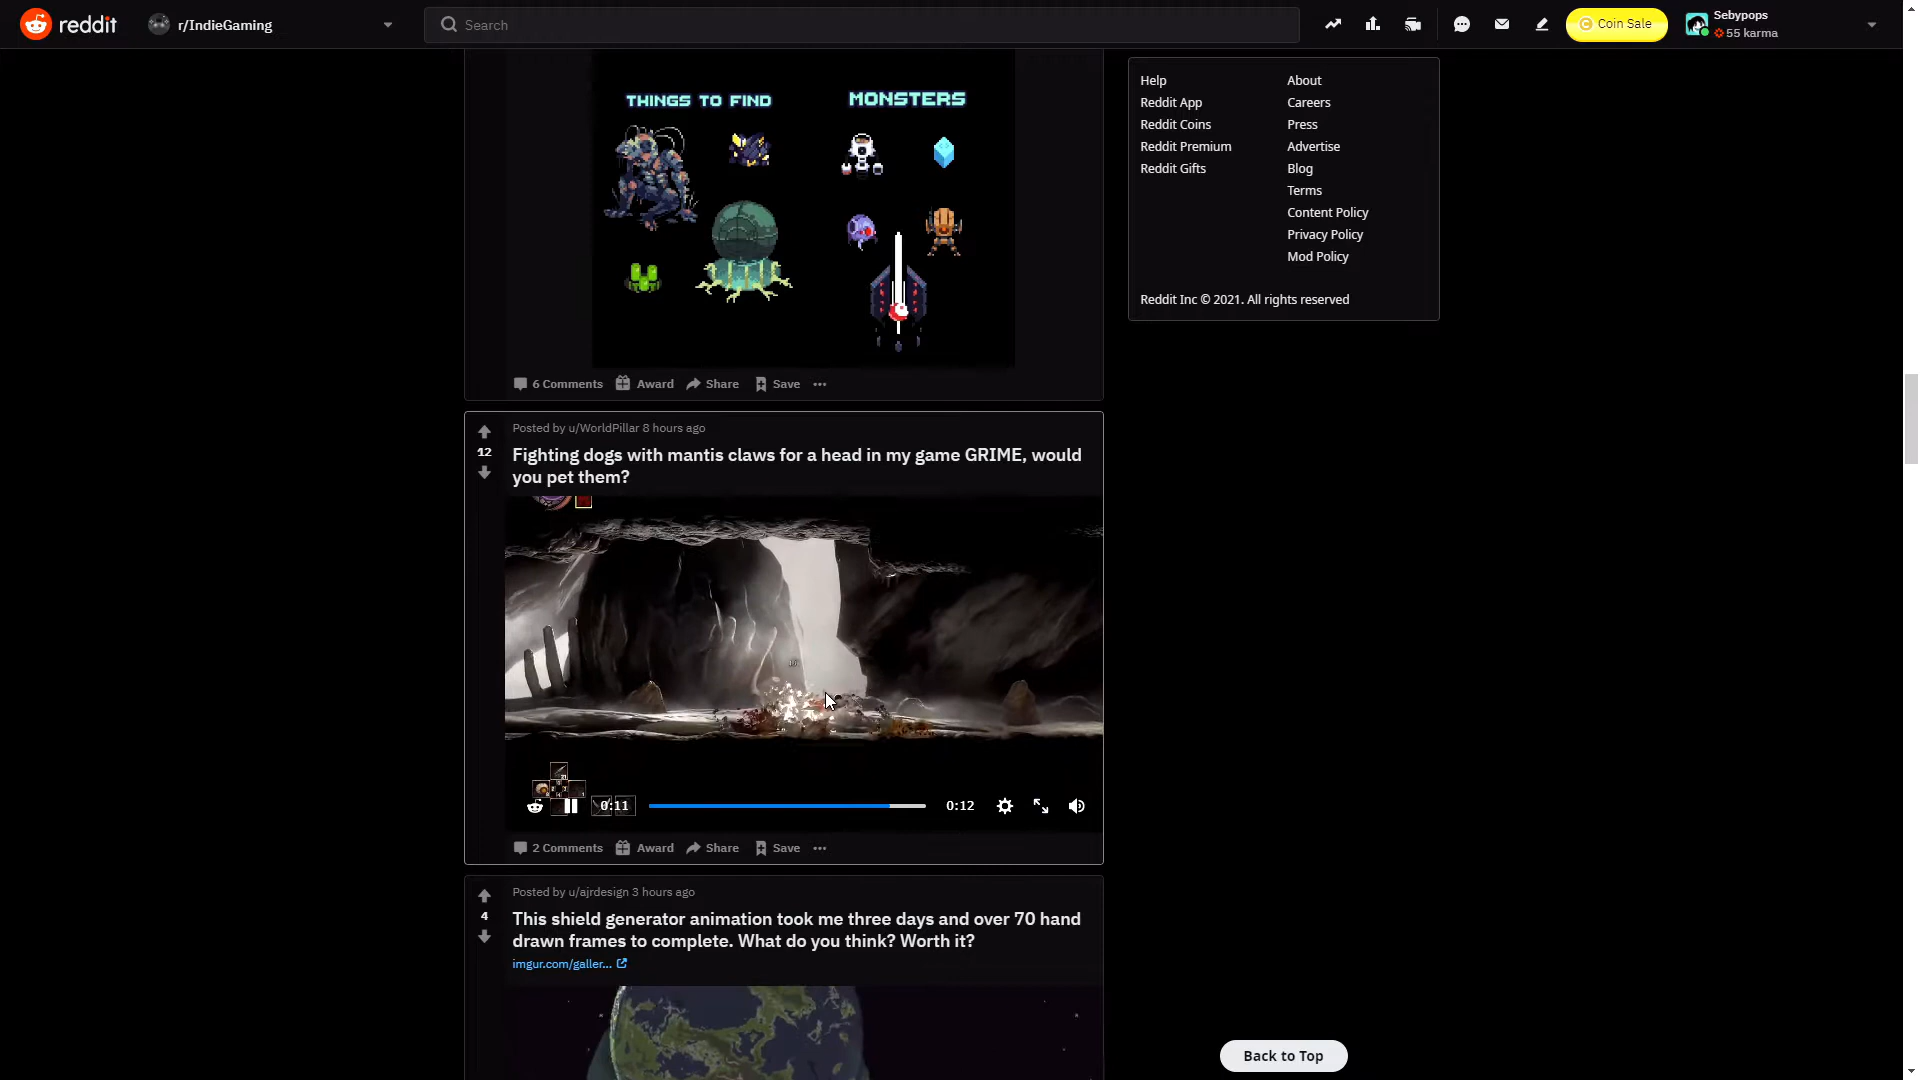 reddit
r/IndieGaming
Search
Coin Sale
Sebypops
55 karma
THINGS TO FIND
MONSTERS
6 Comments
Award
Share
Save
Posted by u/WorldPillar 8 hours ago
12
Fighting dogs with mantis claws for a head in my game GRIME, would
you pet them?
0:11
0:12
2 Comments
Award
Share
Save
Posted by u/ajrdesign 3 hours ago
4
This shield generator animation took me three days and over 70 hand
drawn frames to complete. What do you think? Worth it?
imgur.com/galler...
Help
About
Reddit App
Careers
Reddit Coins
Press
Reddit Premium
Advertise
Reddit Gifts
Blog
Terms
Content Policy
Privacy Policy
Mod Policy
Reddit Inc © 2021. All rights reserved
Back to Top